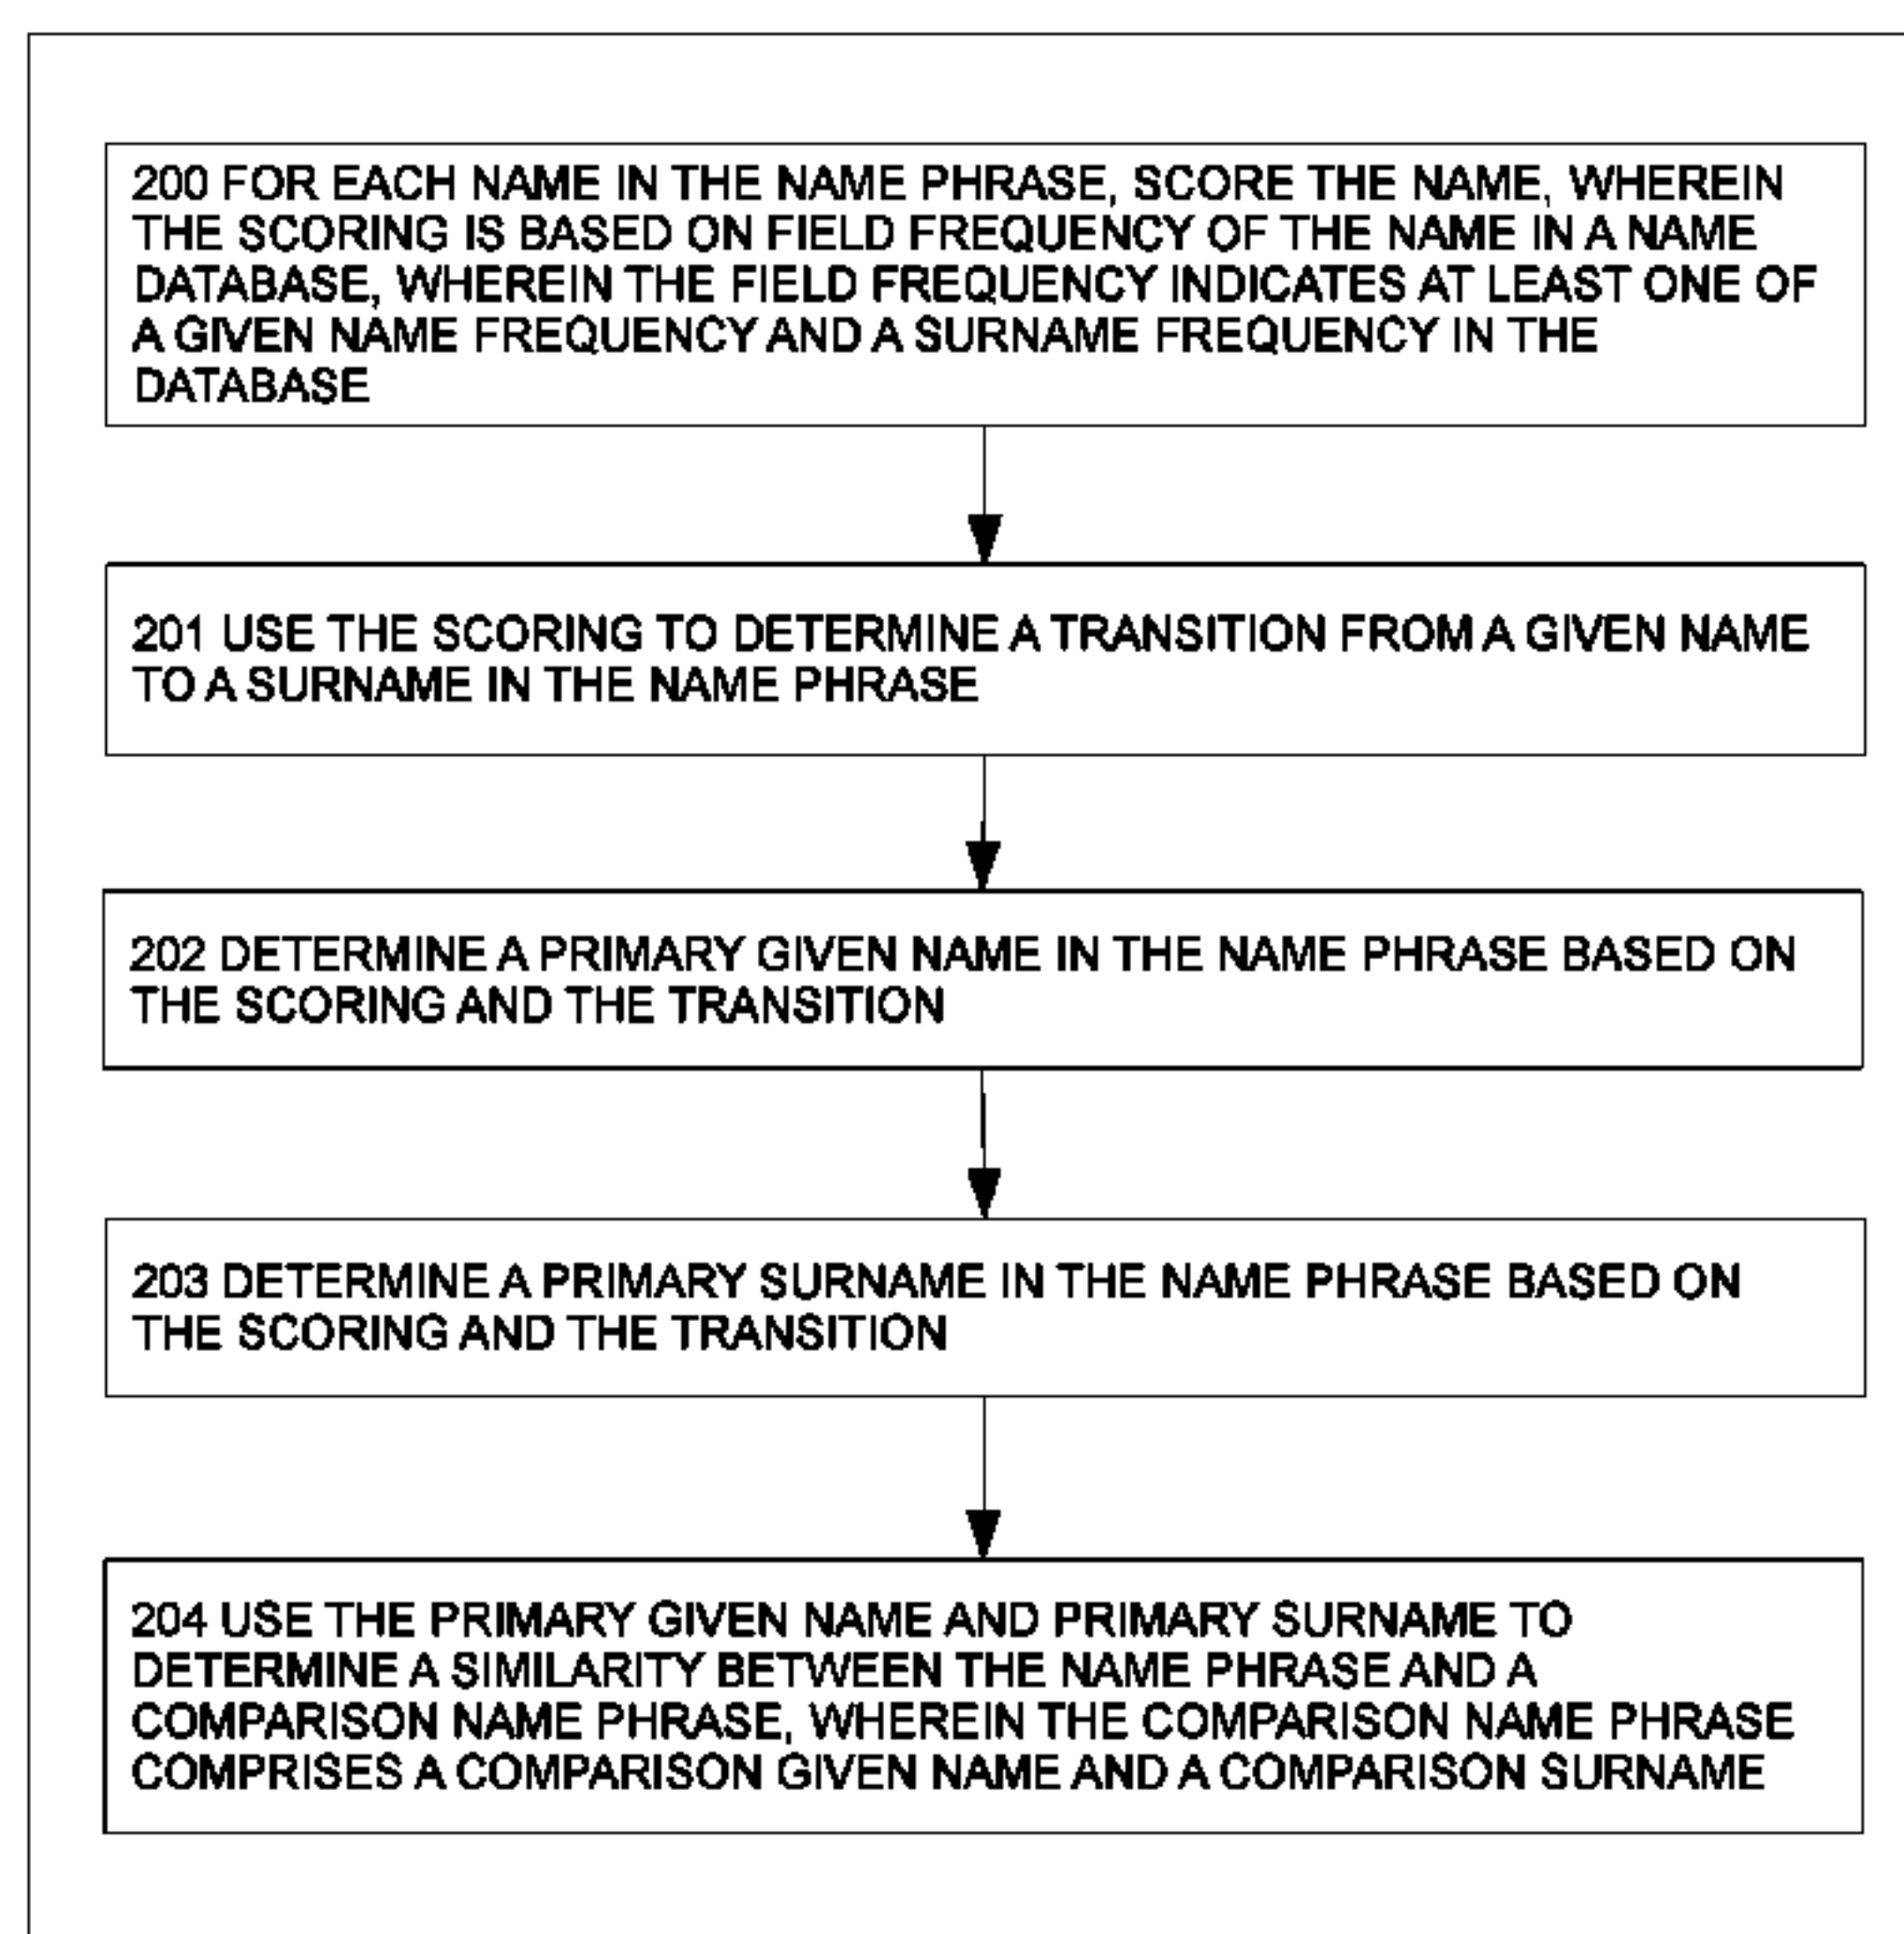 200 FOR EACH NAME IN THE NAME PHRASE, SCORE THE NAME, WHEREIN
THE SCORING IS BASED ON FIELD FREQUENCY OF THE NAME IN A NAME
DATABASE, WHEREIN THE FIELD FREQUENCY INDICATES AT LEAST ONE OF
A GIVEN NAME FREQUENCY AND A SURNAME FREQUENCY IN THE
DATABASE
201 USE THE SCORING TO DETERMINE A TRANSITION FROM A GIVEN NAME
TO A SURNAME IN THE NAME PHRASE
202 DETERMINE A PRIMARY GIVEN NAME IN THE NAME PHRASE BASED ON
THE SCORING AND THE TRANSITION
203 DETERMINE A PRIMARY SURNAME IN THE NAME PHRASE BASED ON
THE SCORING AND THE TRANSITION
204 USE THE PRIMARY GIVEN NAME AND PRIMARY SURNAME TO
DETERMINE A SIMILARITY BETWEEN THE NAME PHRASE AND A
COMPARISON NAME PHRASE, WHEREIN THE COMPARISON NAME PHRASE
COMPRISES A COMPARISON GIVEN NAME AND A COMPARISON SURNAME